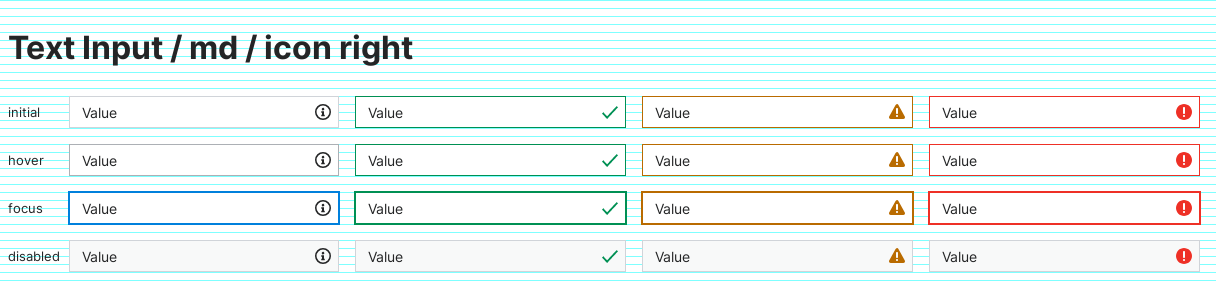 Text Input / md / icon right
initial Value Value Value Value
hover Value Value Value Value
focus Value Value Value Value
disabled Value Value Value Value